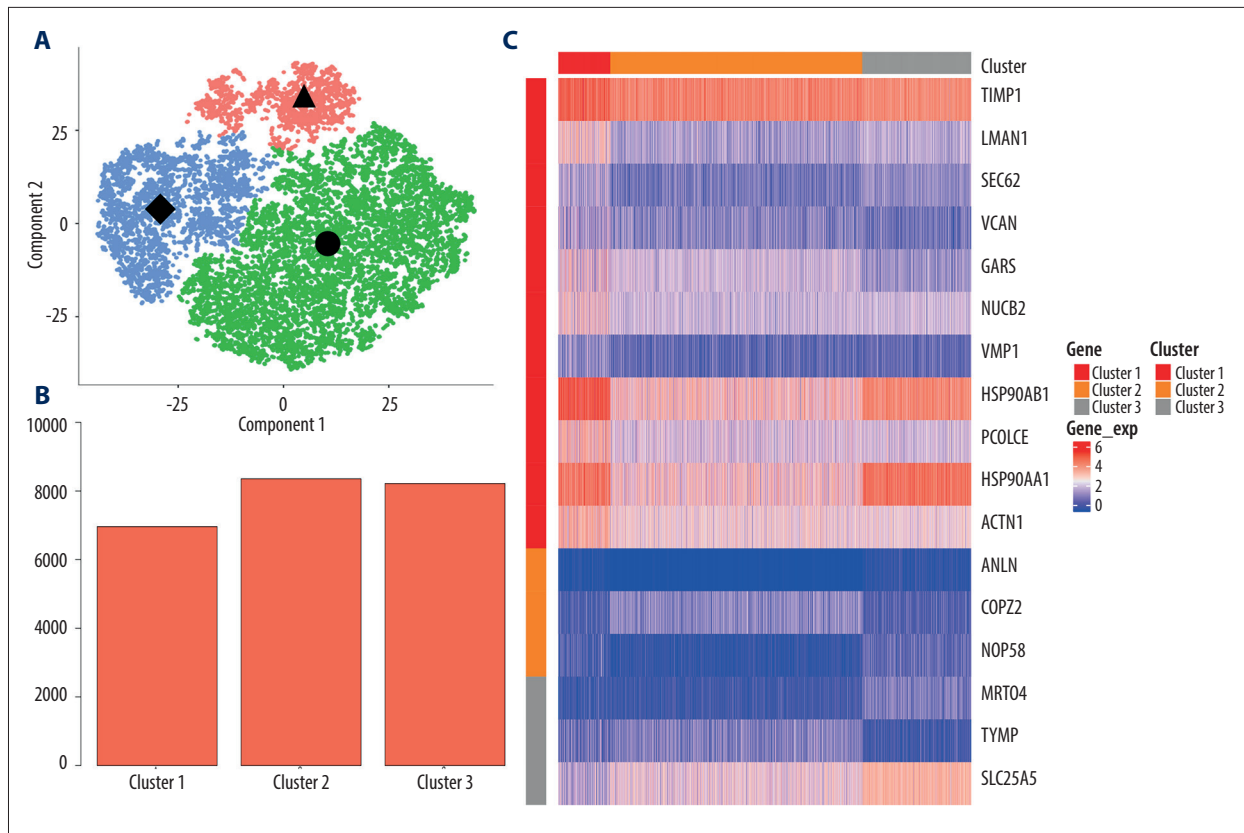 A
Component 2
25
0
-25
-25
0
25
Component 1
B
10000
8000
6000
4000
2000
0
Cluster 1
Cluster 2
Cluster 3
C
Cluster
TIMP1
LMAN1
SEC62
VCAN
GARS
NUCB2
VMP1
HSP90AB1
PCOLCE
HSP90AA1
ACTN1
ANLN
COPZ2
NOP58
MRTO4
TYMP
SLC25A5
Gene
Cluster 1
Cluster 2
Cluster 3
Cluster
Cluster 1
Cluster 2
Cluster 3
Gene_exp
6
4
2
0